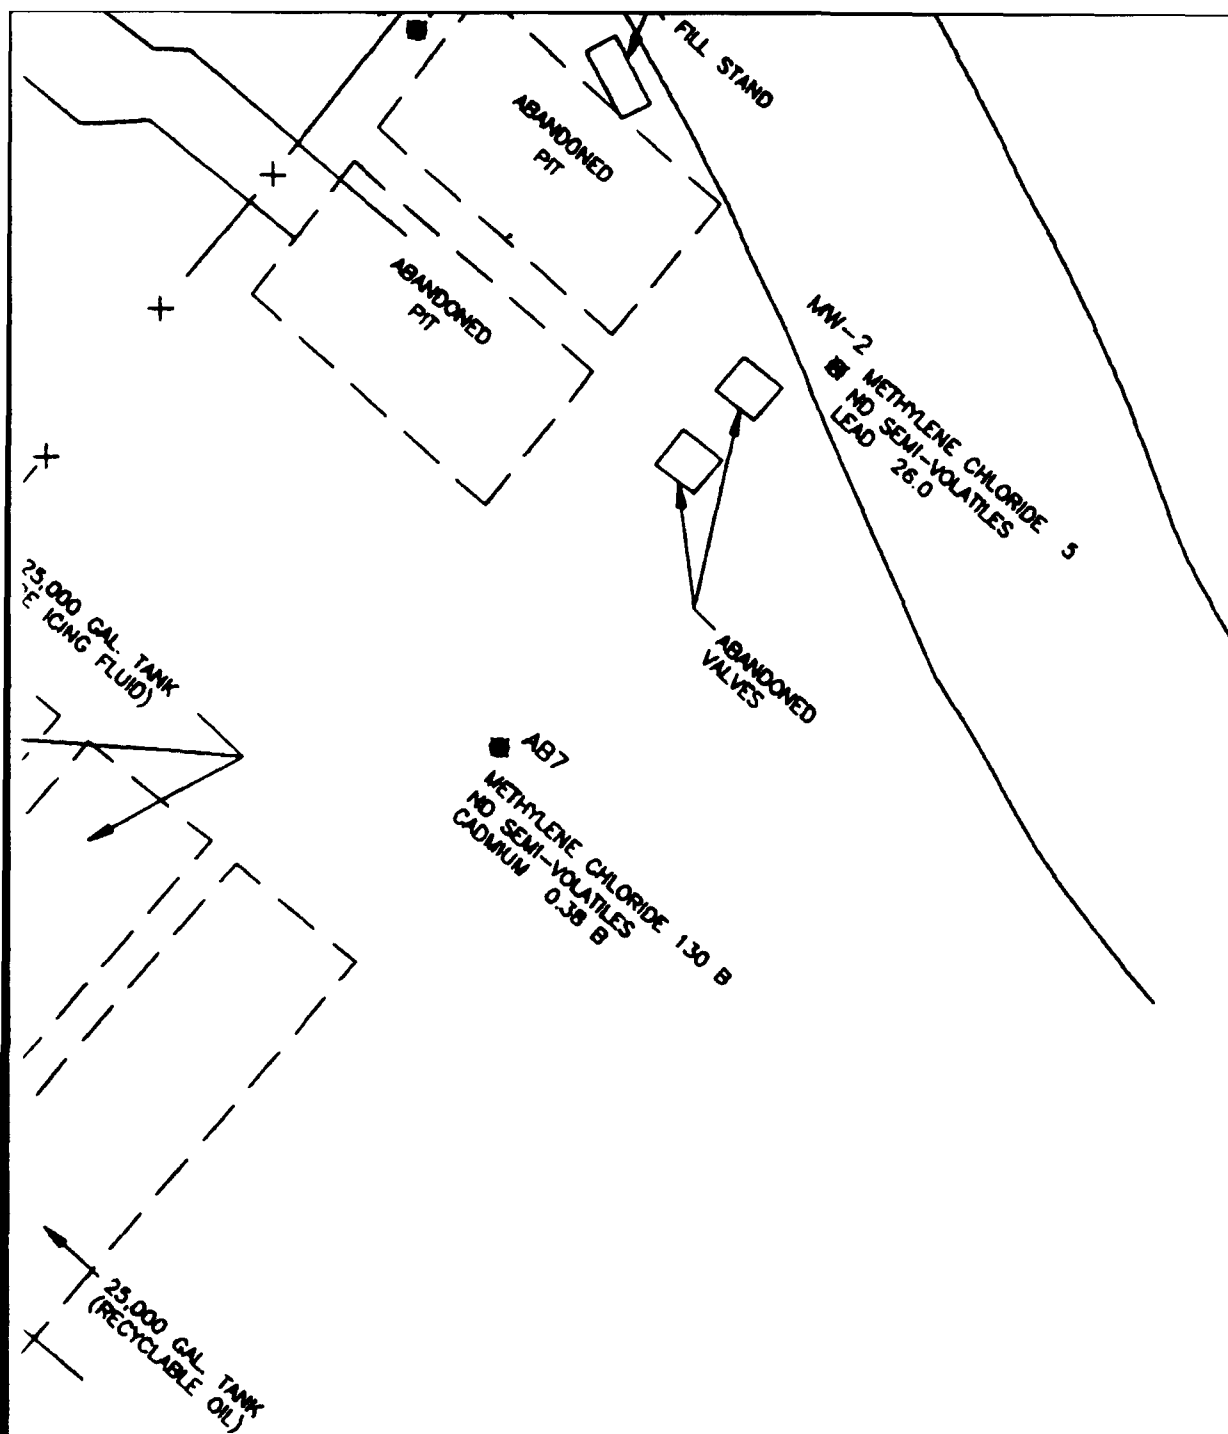 FILL STAND
ABANDONED
PIT
ABANDONED
PIT
MW-2
METHYLENE CHLORIDE 5
NO SEMI-VOLATILES
LEAD 26.0
25,000 GAL. TANK
ICING FLUID)
ABANDONED
VALVES
AB7
METHYLENE CHLORIDE 130 B
NO SEMI-VOLATILES
CADMIUM 0.38 B
25,000 GAL. TANK
(RECYCLABLE OIL)